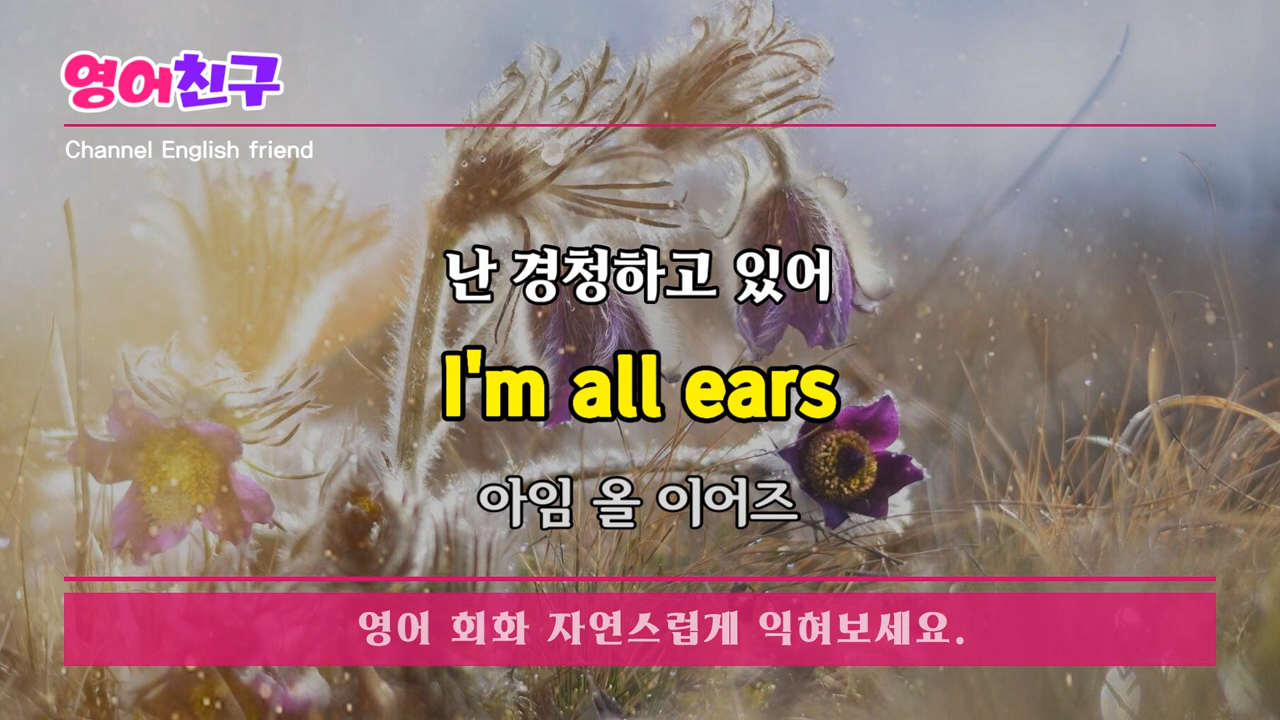 영어친구
Channel English friend
난 경청하고 있어
I'm all ears
아임 올 이어즈
영어 회화 자연스럽게 익혀보세요.